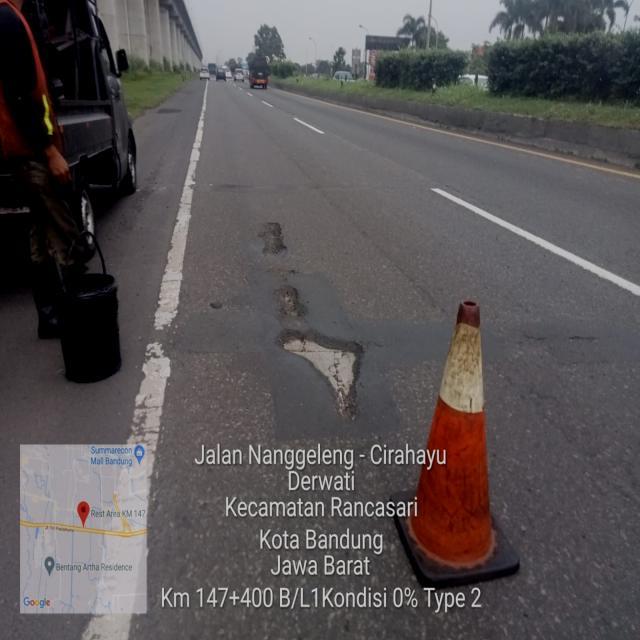 Summarecon
Mall Bandung
Rest Area KM 147
Bentang Artha Residence
Google
Jalan Nanggeleng - Cirahayu
Derwati
Kecamatan Rancasari
Kota Bandung
Jawa Barat
Km 147+400 B/L1Kondisi 0% Type 2